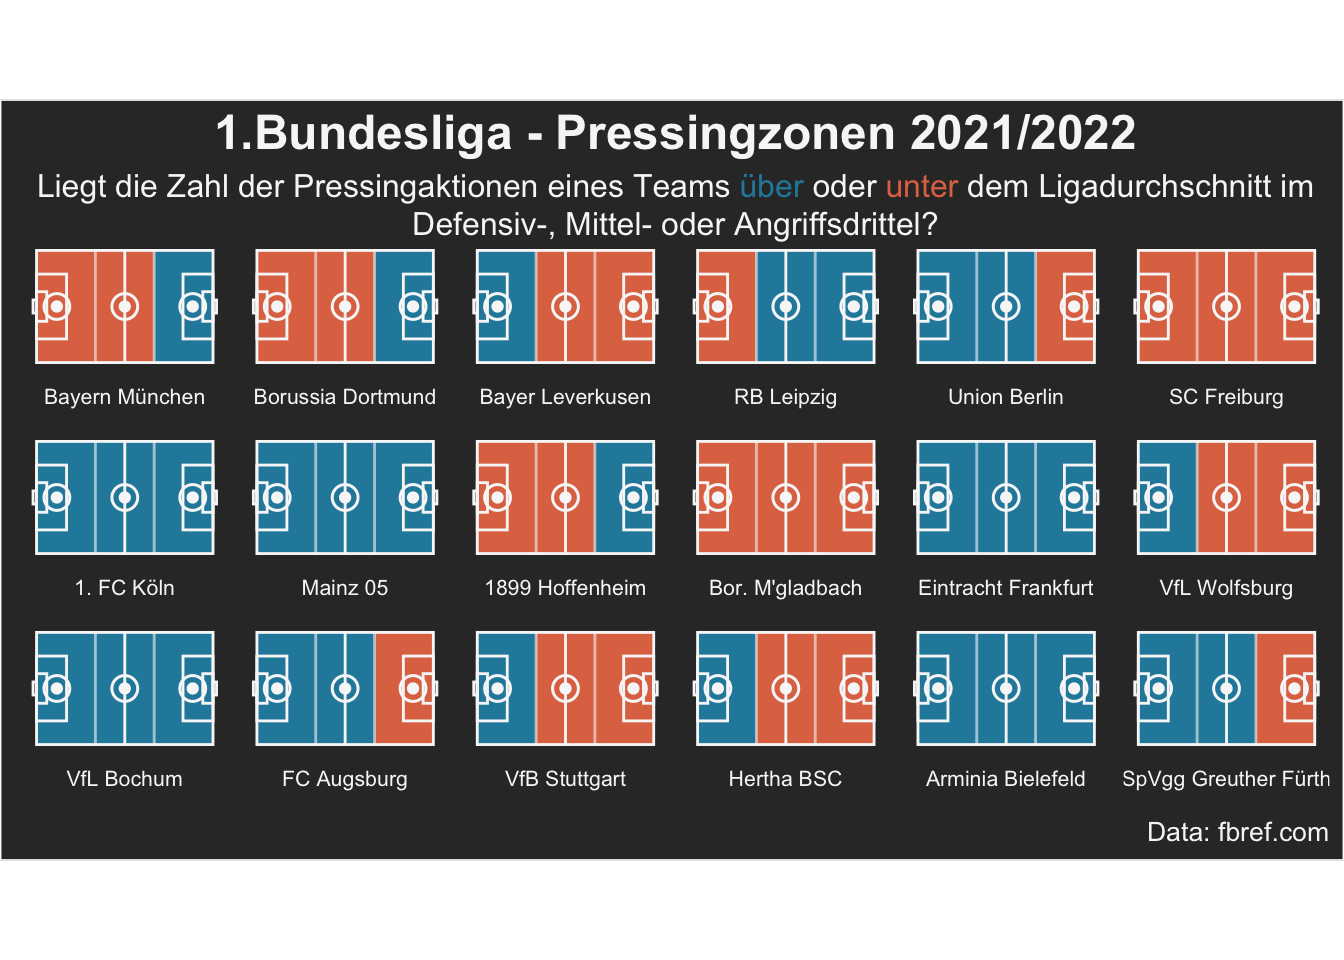 1.Bundesliga - Pressingzonen 2021/2022
Liegt die Zahl der Pressingaktionen eines Teams über oder unter dem Ligadurchschnitt im
Defensiv-, Mittel- oder Angriffsdrittel?
Bayern München
Borussia Dortmund
Bayer Leverkusen
RB Leipzig
Union Berlin
SC Freiburg
1. FC Köln
Mainz 05
1899 Hoffenheim
Bor. M'gladbach
Eintracht Frankfurt
VfL Wolfsburg
VfL Bochum
FC Augsburg
VfB Stuttgart
Hertha BSC
Arminia Bielefeld
SpVgg Greuther Fürth
Data: fbref.com